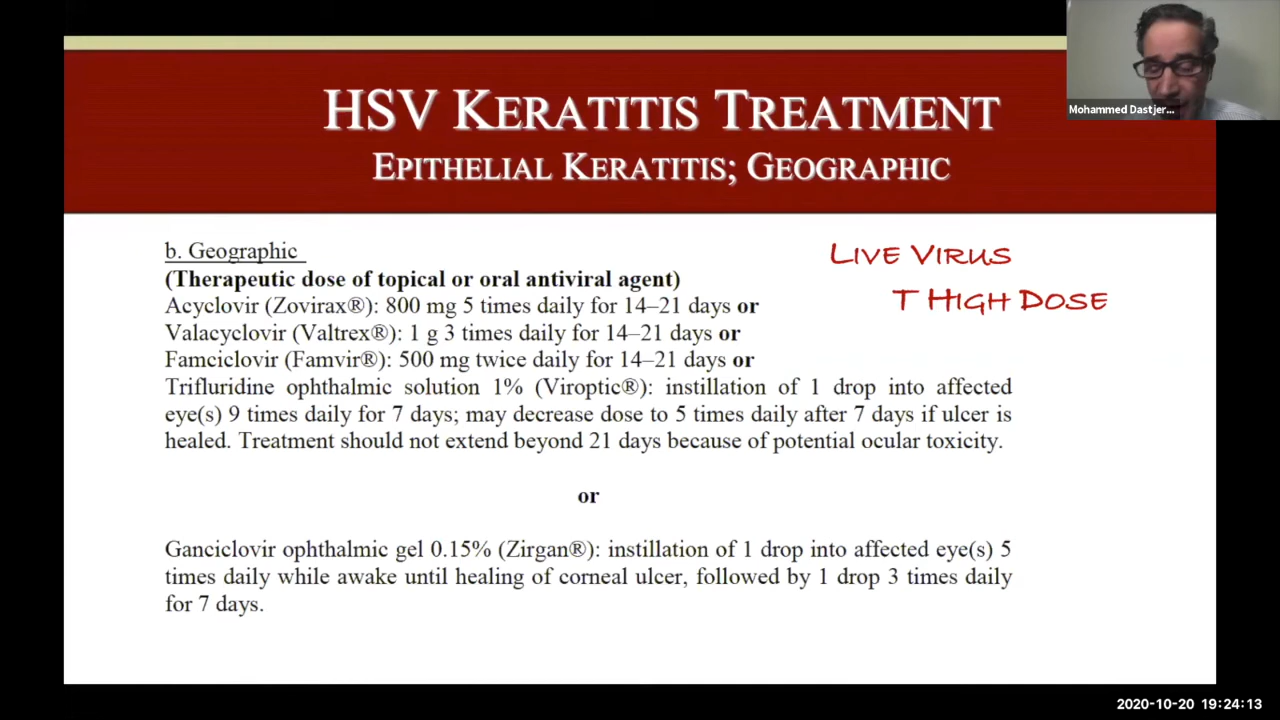 HSV KERATITIS TREATMENT
EPITHELIAL KERATITIS; GEOGRAPHIC
Mohammed Dastjer...
b. Geographic
(Therapeutic dose of topical or oral antiviral agent)
Acyclovir (Zovirax®): 800 mg 5 times daily for 14–21 days or
Valacyclovir (Valtrex®): 1 g 3 times daily for 14–21 days or
Famciclovir (Famvir®): 500 mg twice daily for 14–21 days or
Trifluridine ophthalmic solution 1% (Viroptic®): instillation of 1 drop into affected
eye(s) 9 times daily for 7 days; may decrease dose to 5 times daily after 7 days if ulcer is
healed. Treatment should not extend beyond 21 days because of potential ocular toxicity.
LIVE VIRUS
T HIGH DOSE
or
Ganciclovir ophthalmic gel 0.15% (Zirgan®): instillation of 1 drop into affected eye(s) 5
times daily while awake until healing of corneal ulcer, followed by 1 drop 3 times daily
for 7 days.
2020-10-20 19:24:13